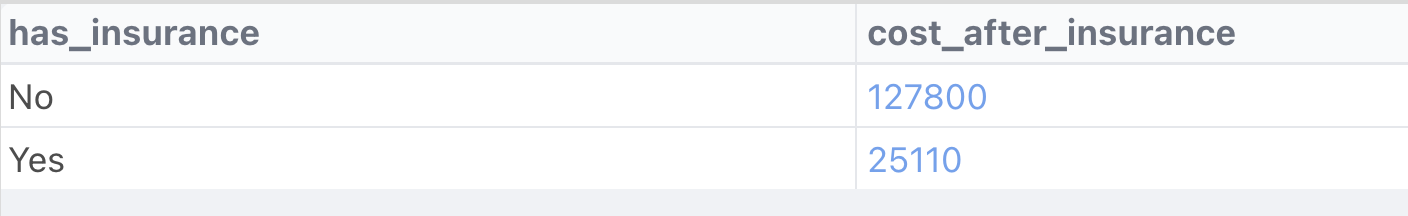 has_insurance cost_after_insurance
No 127800
Yes 25110